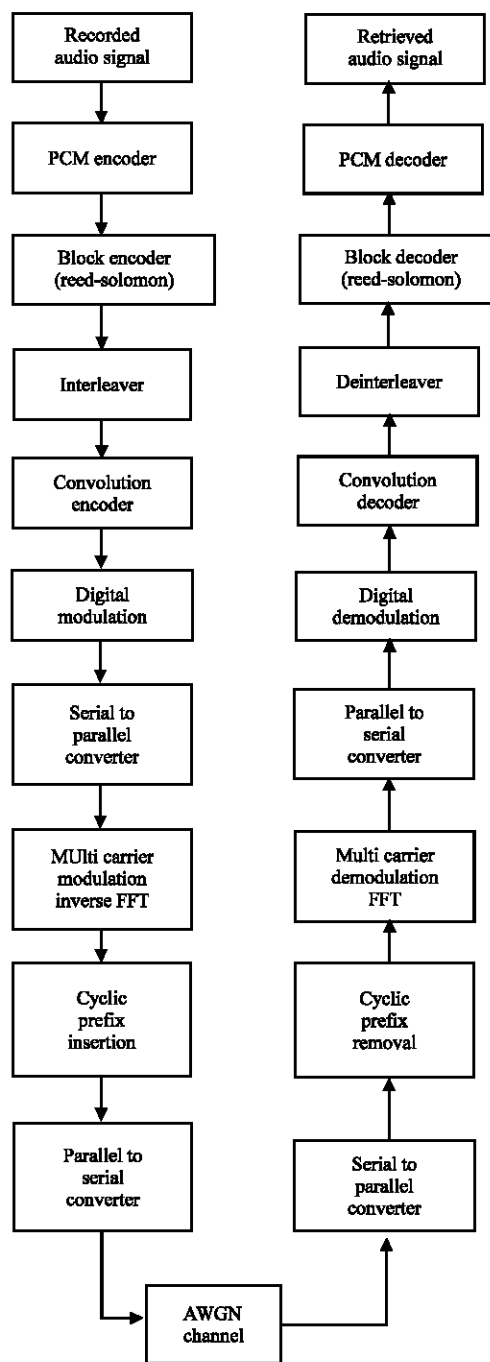 Recorded
audio signal
PCM encoder
Block encoder
(reed-solomon)
Interleaver
Convolution
encoder
Digital
modulation
Serial to
parallel
converter
MUlti carrier
modulation
inverse FFT
Cyclic
prefix
insertion
Parallel to
serial
converter
AWGN
channel
Serial to
parallel
converter
Cyclic
prefix
removal
Multi carrier
demodulation
FFT
Parallel to
serial
converter
Digital
demodulation
Convolution
decoder
Deinterleaver
Block decoder
(reed-solomon)
PCM decoder
Retrieved
audio signal